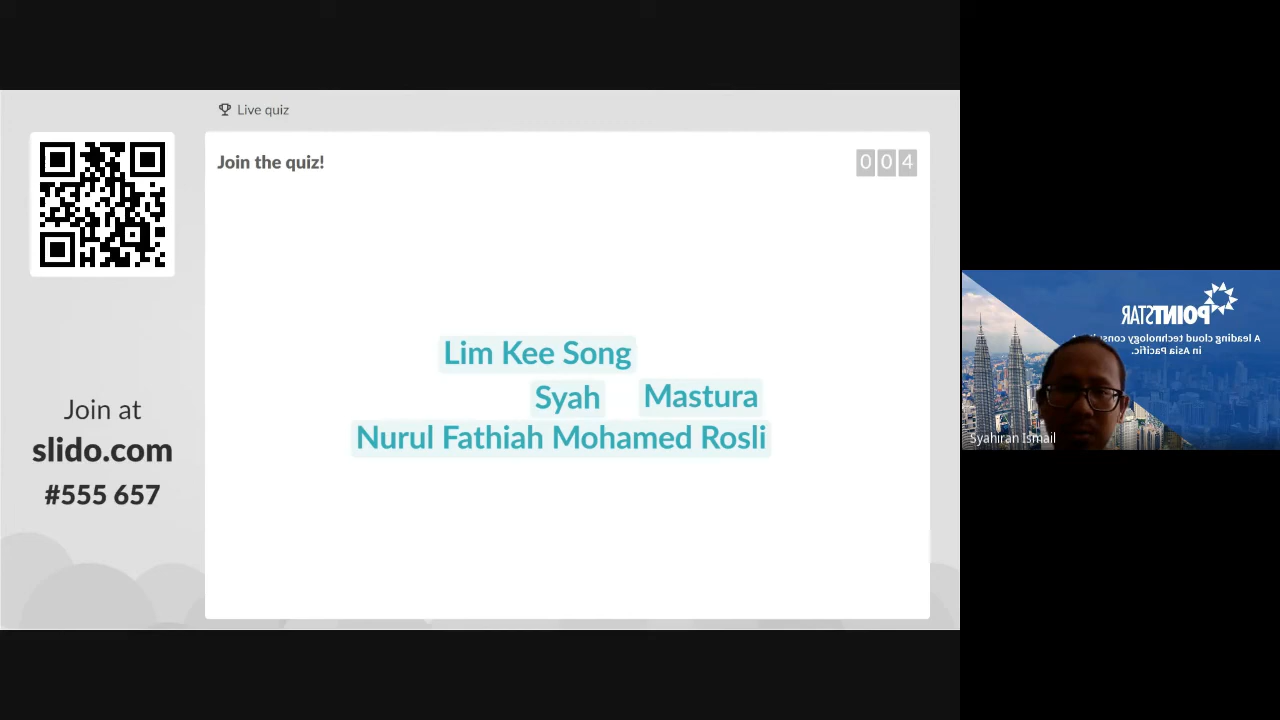 Live quiz
Join the quiz!
004
Lim Kee Song
Syah Mastura
Nurul Fathiah Mohamed Rosli
Join at
slido.com
#555 657
POINTSTAR
A leading cloud technology
in Asia Pacific.
Syahiran Ismail